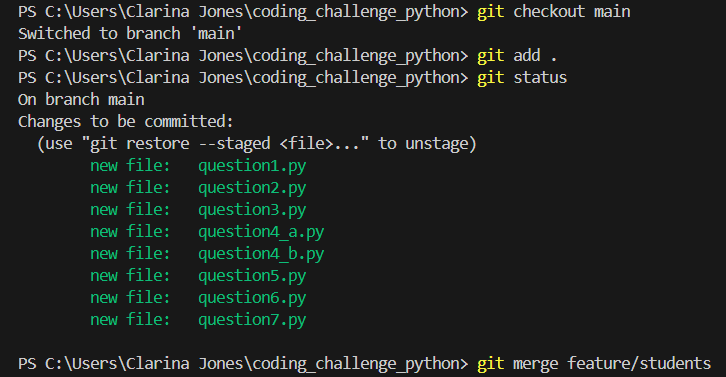 PS C:\Users\Clarina Jones\coding_challenge_python> git checkout main
Switched to branch 'main'
PS C:\Users\Clarina Jones\coding_challenge_python> git add .
PS C:\Users\Clarina Jones\coding_challenge_python> git status
On branch main
Changes to be committed:
  (use "git restore --staged <file>..." to unstage)
        new file:   question1.py
        new file:   question2.py
        new file:   question3.py
        new file:   question4_a.py
        new file:   question4_b.py
        new file:   question5.py
        new file:   question6.py
        new file:   question7.py
PS C:\Users\Clarina Jones\coding_challenge_python> git merge feature/students